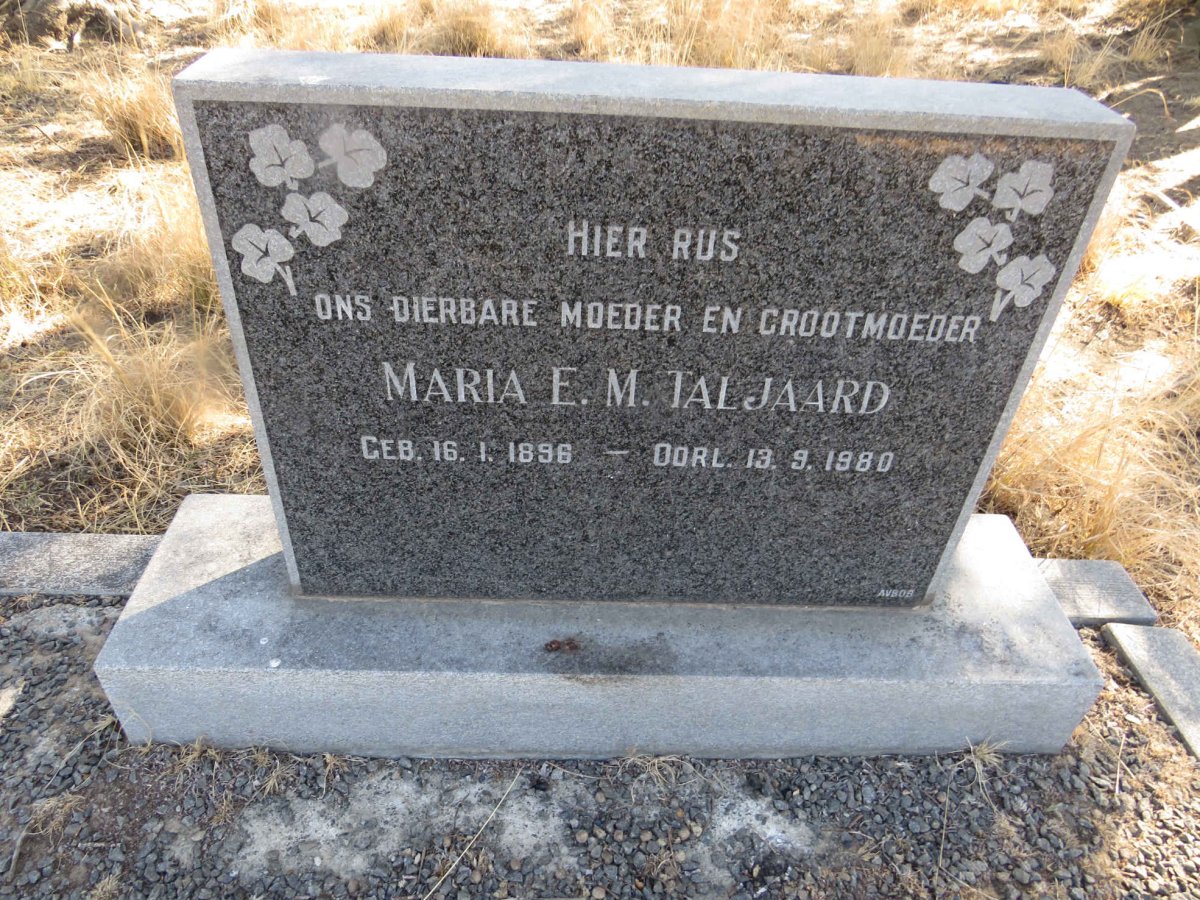 HIER RUS
ONS DIERBARE MOEDER EN GROOTMOEDER
MARIA E. M. TALJAARD
GEB. 16. 1. 1896 — OORL. 13. 9. 1980
AVBOB